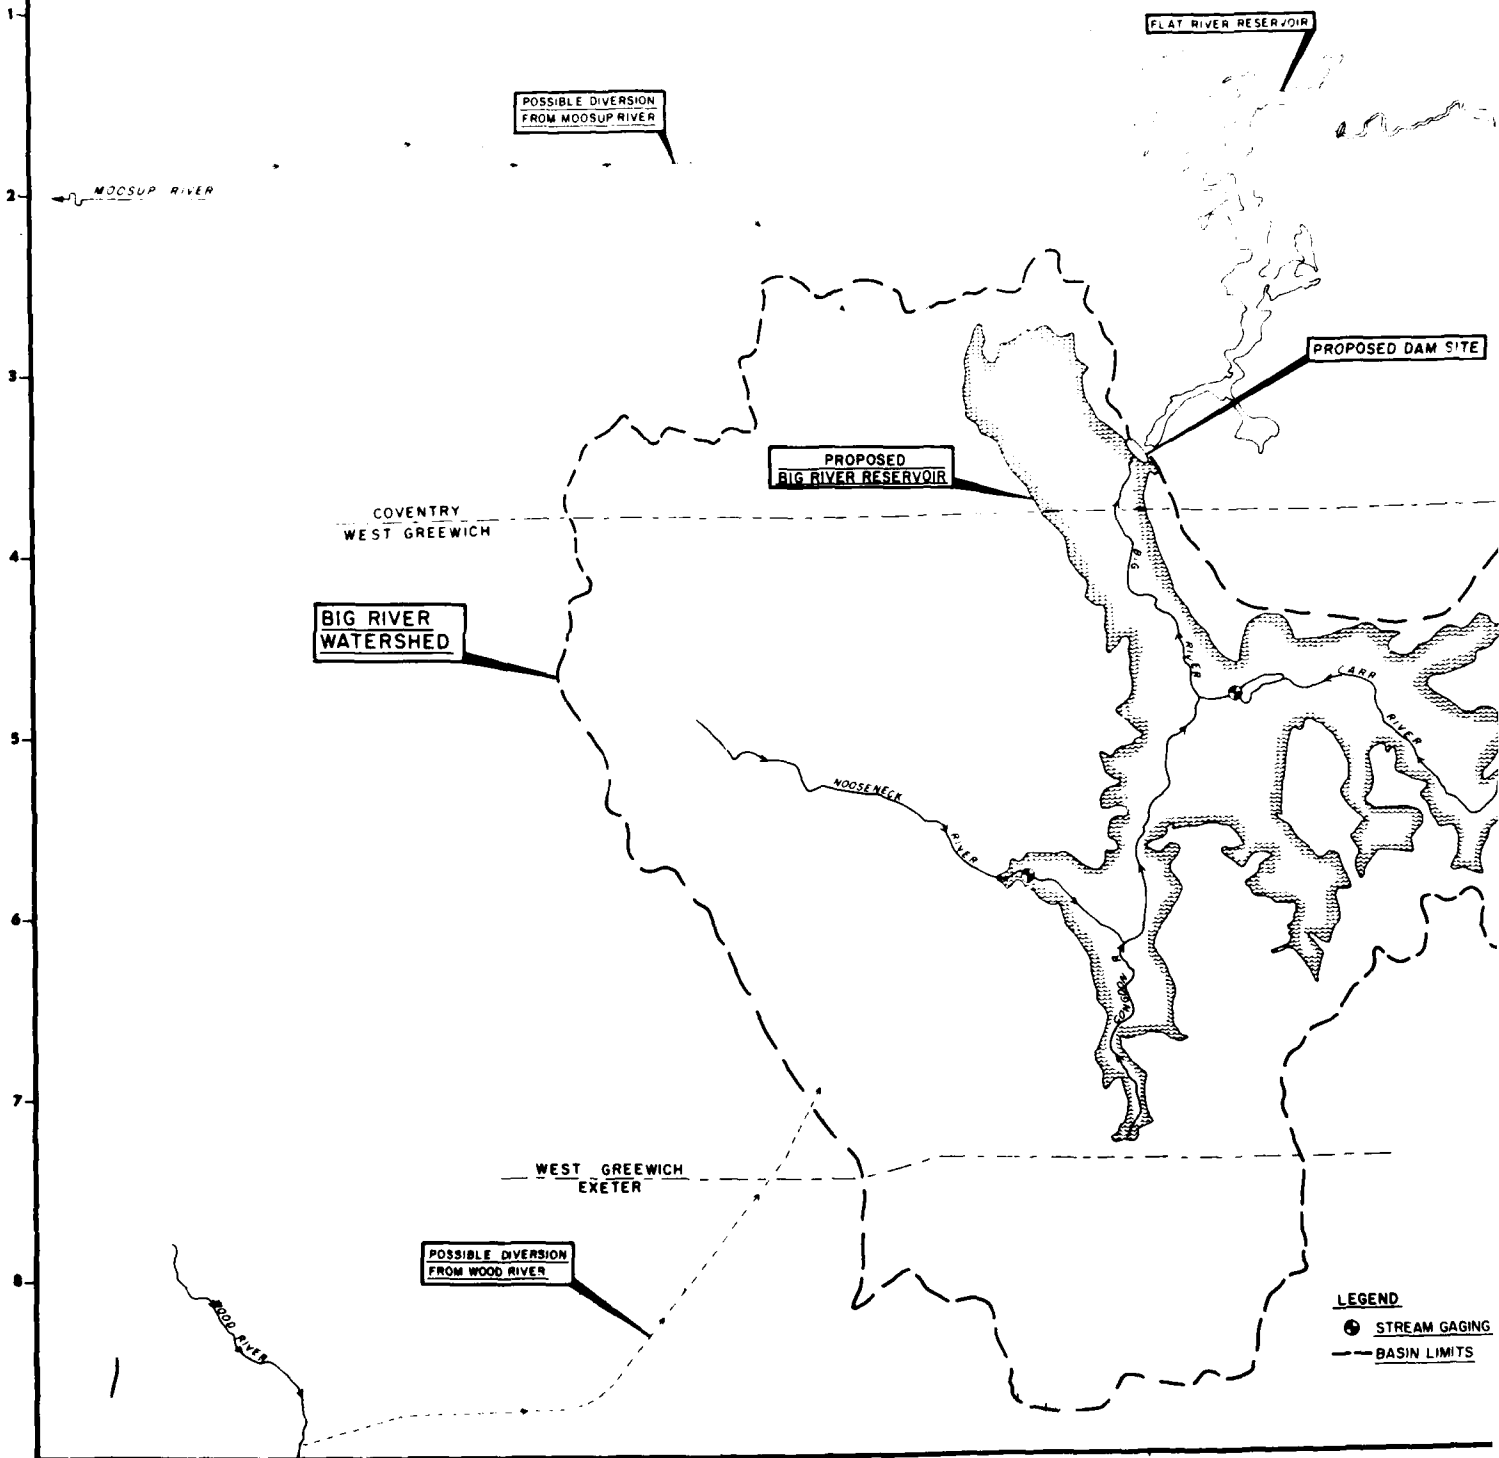 1
FLAT RIVER RESERVOIR
POSSIBLE DIVERSION
FROM MOOSUP RIVER
2
MOOSUP RIVER
3
PROPOSED DAM SITE
PROPOSED
BIG RIVER RESERVOIR
COVENTRY
WEST GREEWICH
4
BIG
BIG RIVER
WATERSHED
RIVER
CARR
RIVER
5
NOOSENECK
RIVER
6
CONGDON
R
7
WEST GREEWICH
EXETER
POSSIBLE DIVERSION
FROM WOOD RIVER
8
WOOD RIVER
LEGEND
STREAM GAGING
BASIN LIMITS